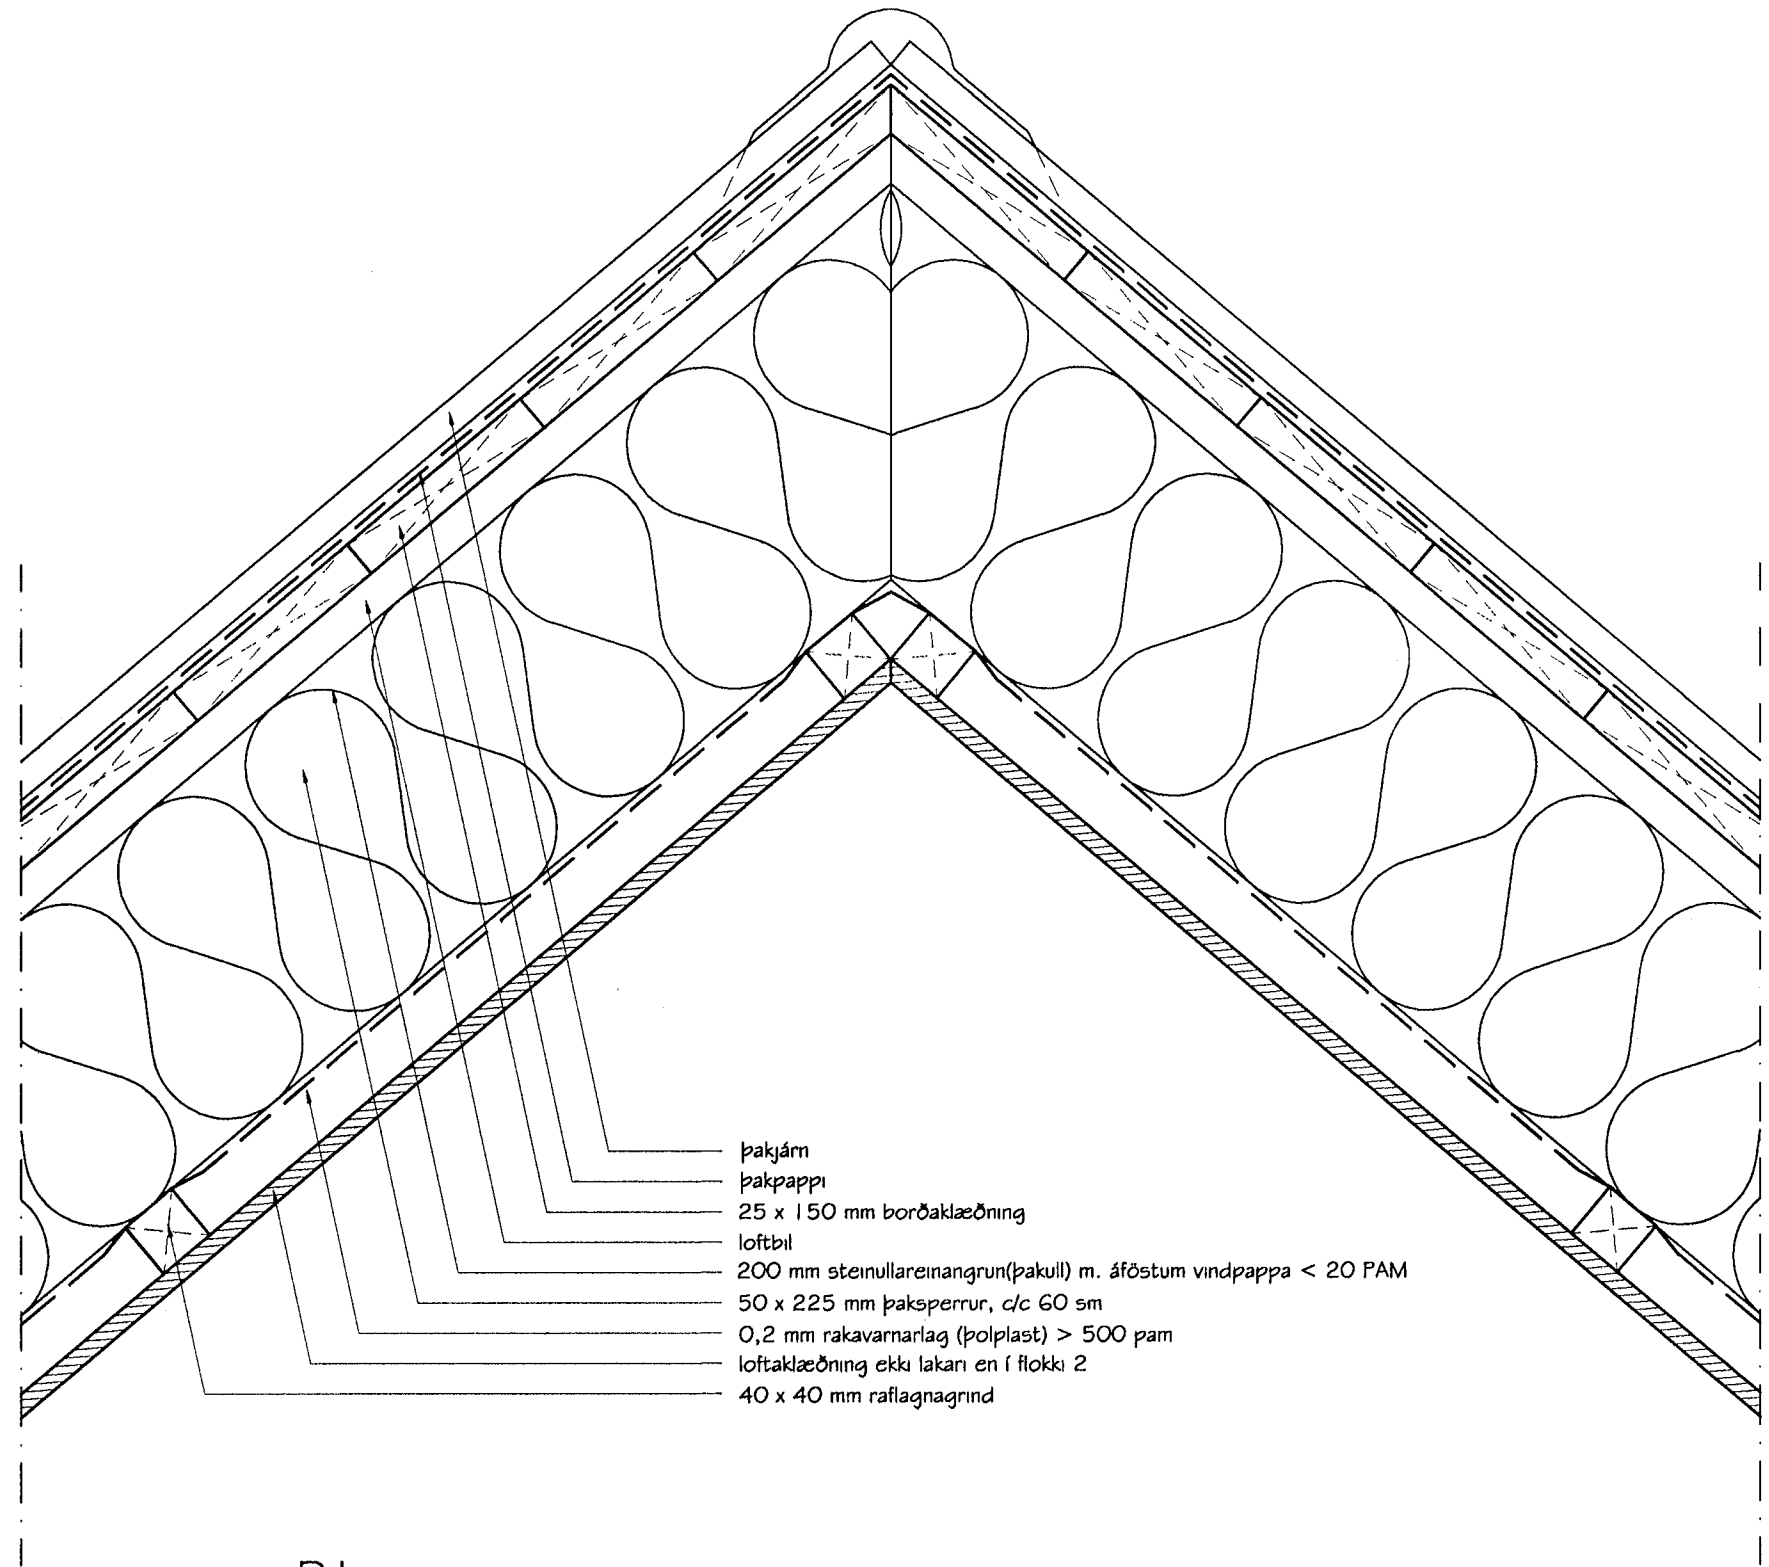 þakjárn
þakpappi
25 x 150 mm borðaklæðning
loftbil
200 mm steinullareinangrun(þakull) m. áföstum vindpappa < 20 PAM
50 x 225 mm þaksperrur, c/c 60 sm
0,2 mm rakavarnarlag (þolplast) > 500 pam
loftaklæðning ekki lakari en í flokki 2
40 x 40 mm raflagnagrind